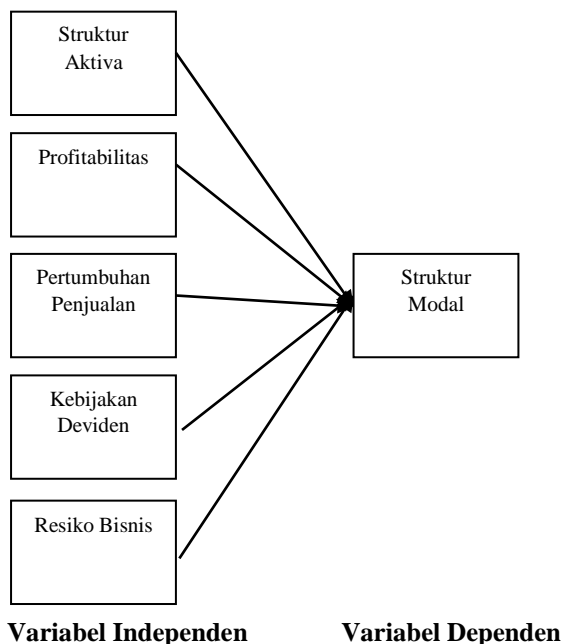 Struktur
Aktiva
Profitabilitas
Pertumbuhan
Penjualan
Struktur
Modal
Kebijakan
Deviden
Resiko Bisnis
Variabel Independen
Variabel Dependen